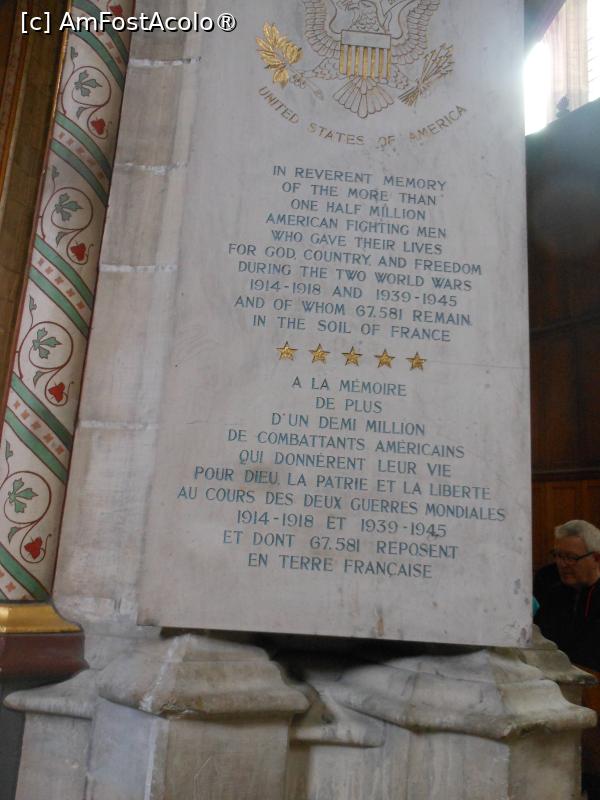 [c] AmFostAcolo®
UNITED STATES OF AMERICA
IN REVERENT MEMORY
OF THE MORE THAN
ONE HALF MILLION
AMERICAN FIGHTING MEN
WHO GAVE THEIR LIVES
FOR GOD, COUNTRY, AND FREEDOM
DURING THE TWO WORLD WARS
1914-1918 AND 1939-1945
AND OF WHOM 67.581 REMAIN
IN THE SOIL OF FRANCE
A LA MÉMOIRE
DE PLUS
D'UN DEMI MILLION
DE COMBATTANTS AMÉRICAINS
QUI DONNÈRENT LEUR VIE
POUR DIEU, LA PATRIE ET LA LIBERTÉ
AU COURS DES DEUX GUERRES MONDIALES
1914-1918 ET 1939-1945
ET DONT 67.581 REPOSENT
EN TERRE FRANÇAISE